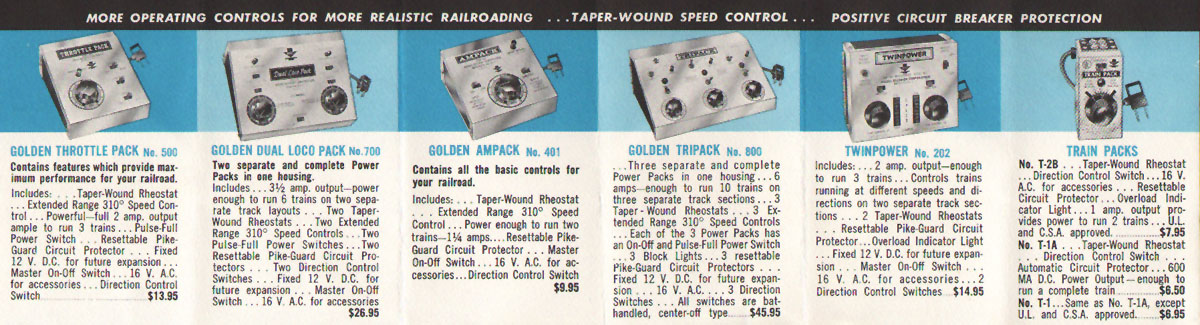 MORE OPERATING CONTROLS FOR MORE REALISTIC RAILROADING ...TAPER-WOUND SPEED CONTROL... POSITIVE CIRCUIT BREAKER PROTECTION
THROTTLE PACK
GOLDEN THROTTLE PACK No. 500
Contains features which provide max-
imum performance for your railroad.
Includes: . . . Taper-Wound Rheostat
. . . Extended Range 310° Speed Con-
trol . . . Powerful—full 2 amp. output
ample to run 3 trains . . . Pulse-Full
Power Switch . . . Resettable Pike-
Guard Circuit Protector . . . Fixed
12 V. D.C. for future expansion . . .
Master On-Off Switch . . . 16 V. A.C.
for accessories . . . Direction Control
Switch $13.95
Dual Loco Pack
GOLDEN DUAL LOCO PACK No. 700
Two separate and complete Power
Packs in one housing.
Includes . . . 3½ amp. output—power
enough to run 6 trains on two sepa-
rate track layouts . . . Two Taper-
Wound Rheostats . . . Two Extended
Range 310° Speed Controls . . . Two
Pulse-Full Power Switches . . . Two
Resettable Pike-Guard Circuit Pro-
tectors . . . Two Direction Control
Switches . . . Fixed 12 V. D.C. for
future expansion . . . Master On-Off
Switch . . . 16 V. A.C. for accessories
$26.95
AMPACK
GOLDEN AMPACK No. 401
Contains all the basic controls for
your railroad.
Includes: . . . Taper-Wound Rheostat
. . . Extended Range 310° Speed
Control . . . Power enough to run two
trains—1¼ amps. . . . Resettable Pike-
Guard Circuit Protector . . . Master
On-Off Switch . . . 16 V. A.C. for ac-
cessories . . . Direction Control Switch
$9.95
TRIPACK
GOLDEN TRIPACK No. 800
. . . Three separate and complete
Power Packs in one housing . . . 6
amps—enough to run 10 trains on
three separate track sections . . . 3
Taper - Wound Rheostats . . . 3 Ex-
tended Range 310° Speed Controls
. . . Each of the 3 Power Packs has
an On-Off and Pulse-Full Power Switch
. . . 3 Block Lights . . . 3 resettable
Pike-Guard Circuit Protectors . . .
Fixed 12 V. D.C. for future expan-
sion . . . 16 V. A.C. . . . 3 Direction
Switches . . . All switches are bat-
handled, center-off type $45.95
TWINPOWER
TWINPOWER No. 202
Includes: . . . 2 amp. output—enough
to run 3 trains . . . Controls trains
running at different speeds and di-
rections on two separate track sec-
tions . . . 2 Taper-Wound Rheostats
. . . Resettable Pike-Guard Circuit
Protector . . . Overload Indicator Light
. . . Fixed 12 V. D.C. for future expan-
sion . . . Master On-Off Switch . . .
16 V. A.C. for accessories . . . 2
Direction Control Switches $14.95
TRAIN PACK
TRAIN PACKS
No. T-2B . . . Taper-Wound Rheostat
. . . Direction Control Switch . . . 16 V.
A.C. for accessories . . . Resettable
Circuit Protector . . . Overload Indi-
cator Light . . . 1 amp. output pro-
vides power to run 2 trains . . . U.L.
and C.S.A. approved. $7.95
No. T-1A . . . Taper-Wound Rheostat
. . . Direction Control Switch . . .
Automatic Circuit Protector . . . 600
MA D.C. Power Output—enough to
run a complete train $6.50
No. T-1 . . . Same as No. T-1A, except
U.L. and C.S.A. approved. $6.95